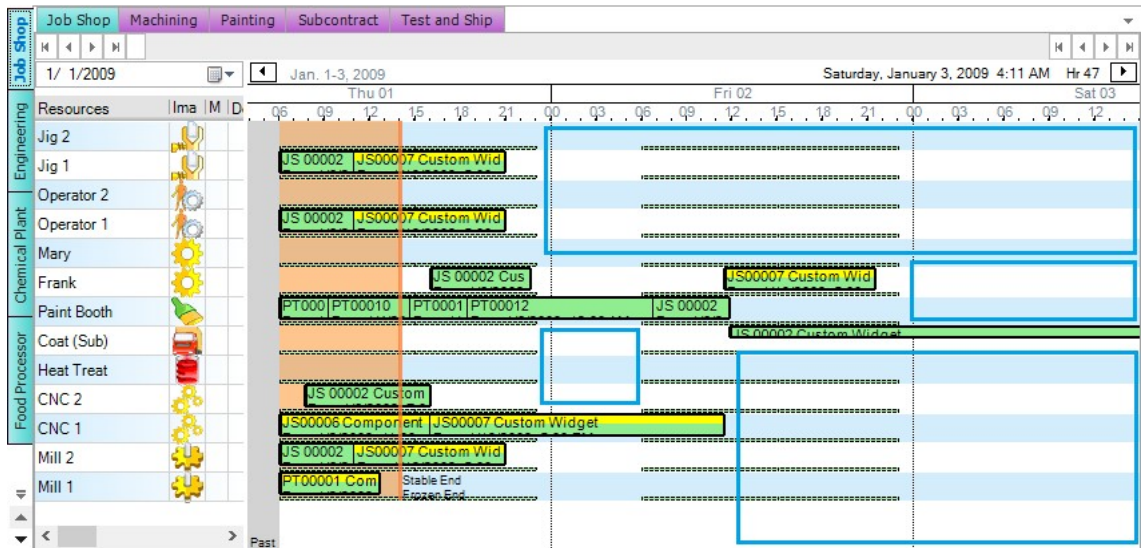 Job Shop Machining Painting Subcontract Test and Ship
Job Shop
Engineering
Chemical Plant
Food Processor
1/ 1/2009
Jan. 1-3, 2009
Saturday, January 3, 2009 4:11 AM Hr 47
Thu 01 Fri 02 Sat 03
Resources Ima M D
06 09 12 15 18 21 00 03 06 09 12 15 18 21 00 03 06 09 12
Jig 2
Jig 1 JS 00002 JS00007 Custom Wid
Operator 2
Operator 1 JS 00002 JS00007 Custom Wid
Mary
Frank JS 00002 Cus JS00007 Custom Wid
Paint Booth PT000 PT00010 PT0001 PT00012 JS 00002
Coat (Sub) JS 00002 Custom Widget
Heat Treat
CNC 2 JS 00002 Custom
CNC 1 JS00006 Component JS00007 Custom Widget
Mill 2 JS 00002 JS00007 Custom Wid
Mill 1 PT00001 Com Stable End
Frozen End
Past